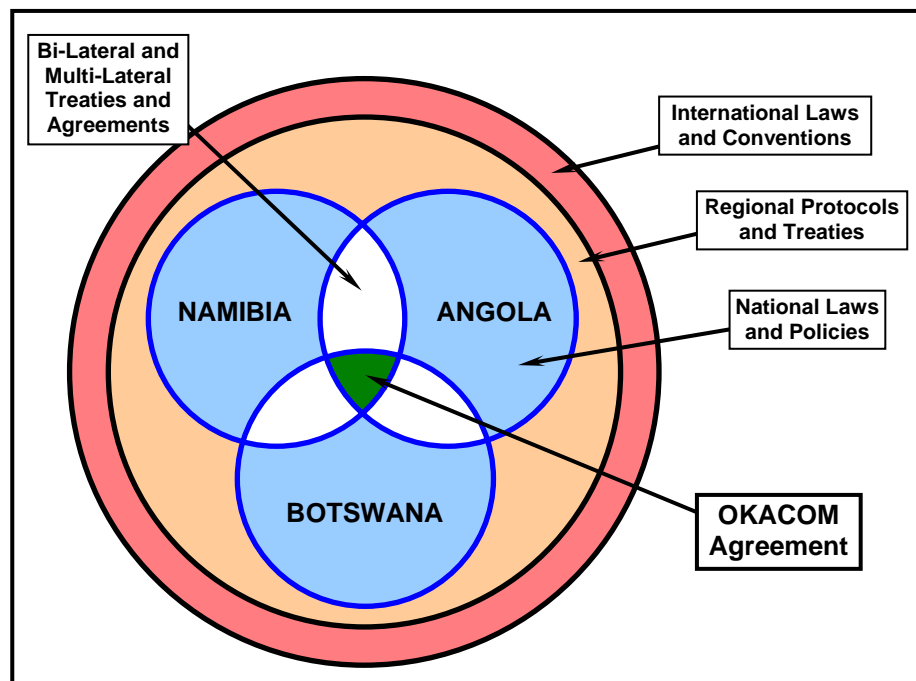 Bi-Lateral and
Multi-Lateral
Treaties and
Agreements
International Laws
and Conventions
Regional Protocols
and Treaties
National Laws
and Policies
NAMIBIA
ANGOLA
BOTSWANA
OKACOM
Agreement